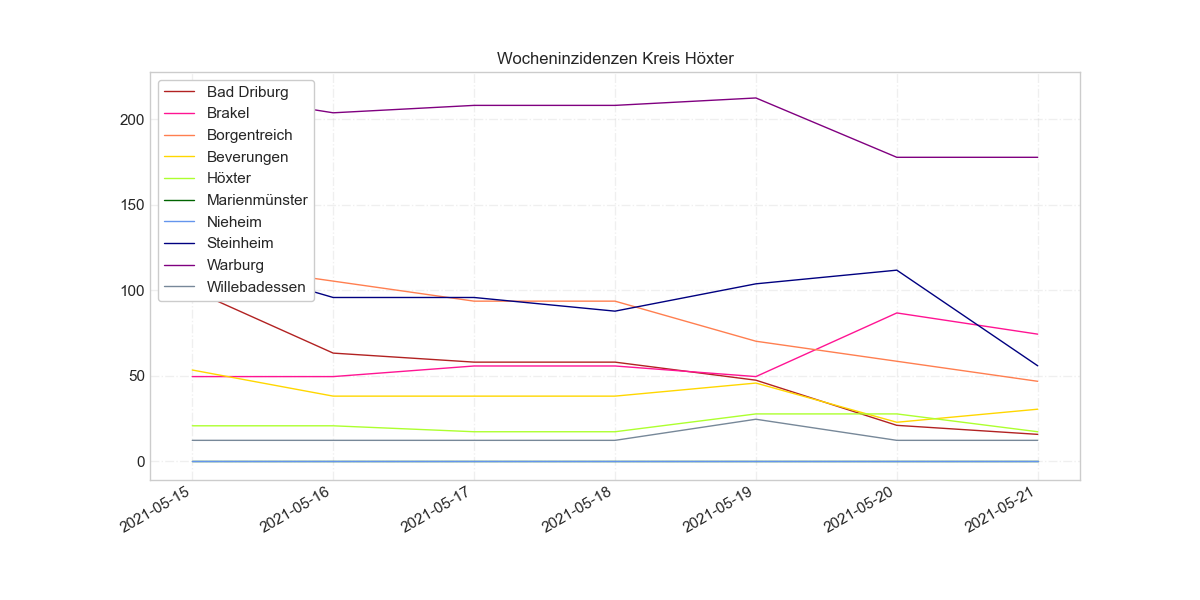 Wocheninzidenzen Kreis Höxter
Bad Driburg
Brakel
Borgentreich
Beverungen
Höxter
Marienmünster
Nieheim
Steinheim
Warburg
Willebadessen
200
150
100
50
0
2021-05-15
2021-05-16
2021-05-17
2021-05-18
2021-05-19
2021-05-20
2021-05-21